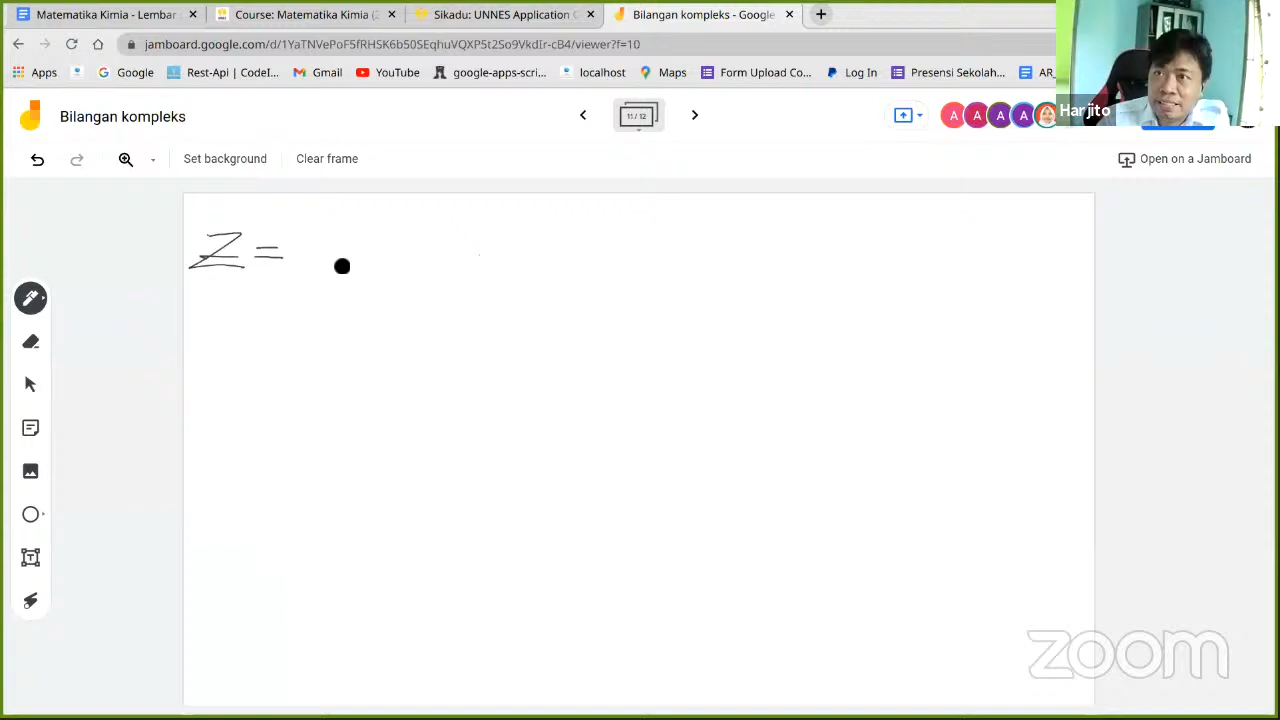 Matematika Kimia - Lembar
Course: Matematika Kimia (
Sikadu: UNNES Application
Bilangan kompleks - Google
jamboard.google.com/d/1YaTNVePoF5fRHSK6b50SEqhuVQXP5t2So9VkdIr-cB4/viewer?f=10
Apps
Google
Rest-Api | CodeI...
Gmail
YouTube
google-apps-scri...
localhost
Maps
Form Upload Co...
Log In
Presensi Sekolah...
AR_
Harjito
Bilangan kompleks
11 / 12
A A A A
Set background
Clear frame
Open on a Jamboard
Z =
zoom